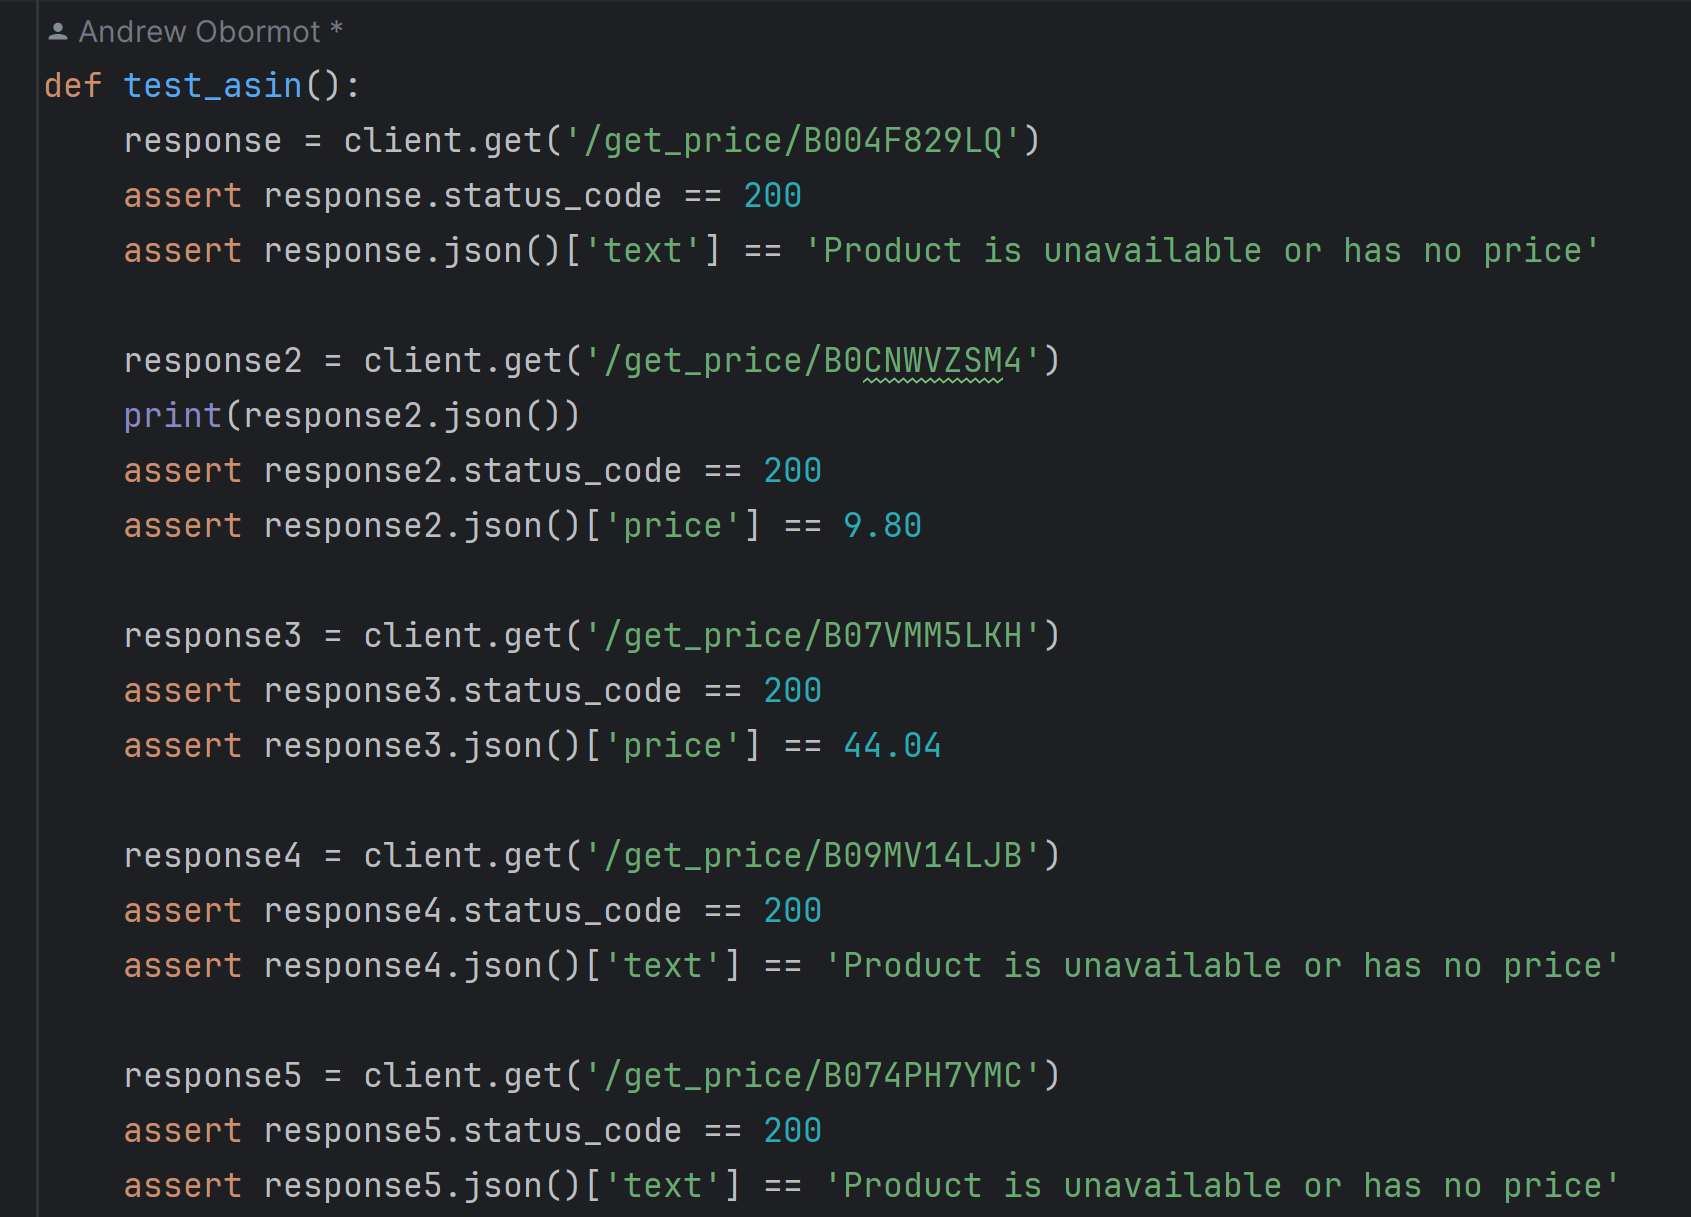 Andrew Obormot *
def test_asin():
    response = client.get('/get_price/B004F829LQ')
    assert response.status_code == 200
    assert response.json()['text'] == 'Product is unavailable or has no price'

    response2 = client.get('/get_price/B0CNWVZSM4')
    print(response2.json())
    assert response2.status_code == 200
    assert response2.json()['price'] == 9.80

    response3 = client.get('/get_price/B07VMM5LKH')
    assert response3.status_code == 200
    assert response3.json()['price'] == 44.04

    response4 = client.get('/get_price/B09MV14LJB')
    assert response4.status_code == 200
    assert response4.json()['text'] == 'Product is unavailable or has no price'

    response5 = client.get('/get_price/B074PH7YMC')
    assert response5.status_code == 200
    assert response5.json()['text'] == 'Product is unavailable or has no price'